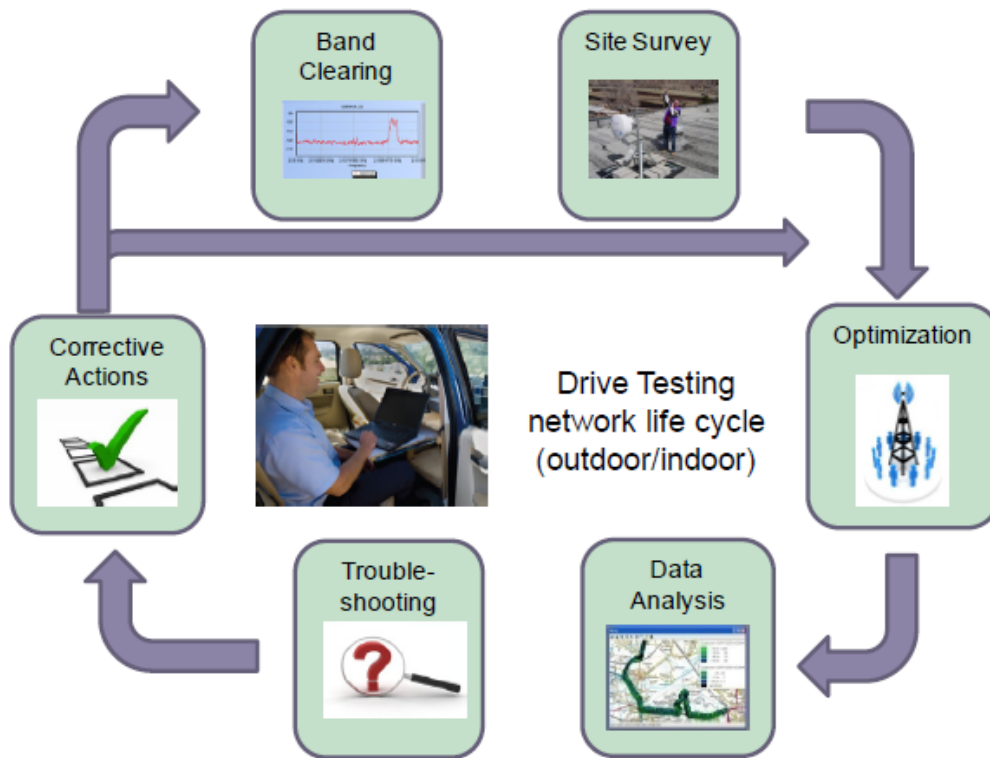 Band
Clearing
Site Survey
Corrective
Actions
Optimization
Drive Testing
network life cycle
(outdoor/indoor)
Trouble-
shooting
Data
Analysis